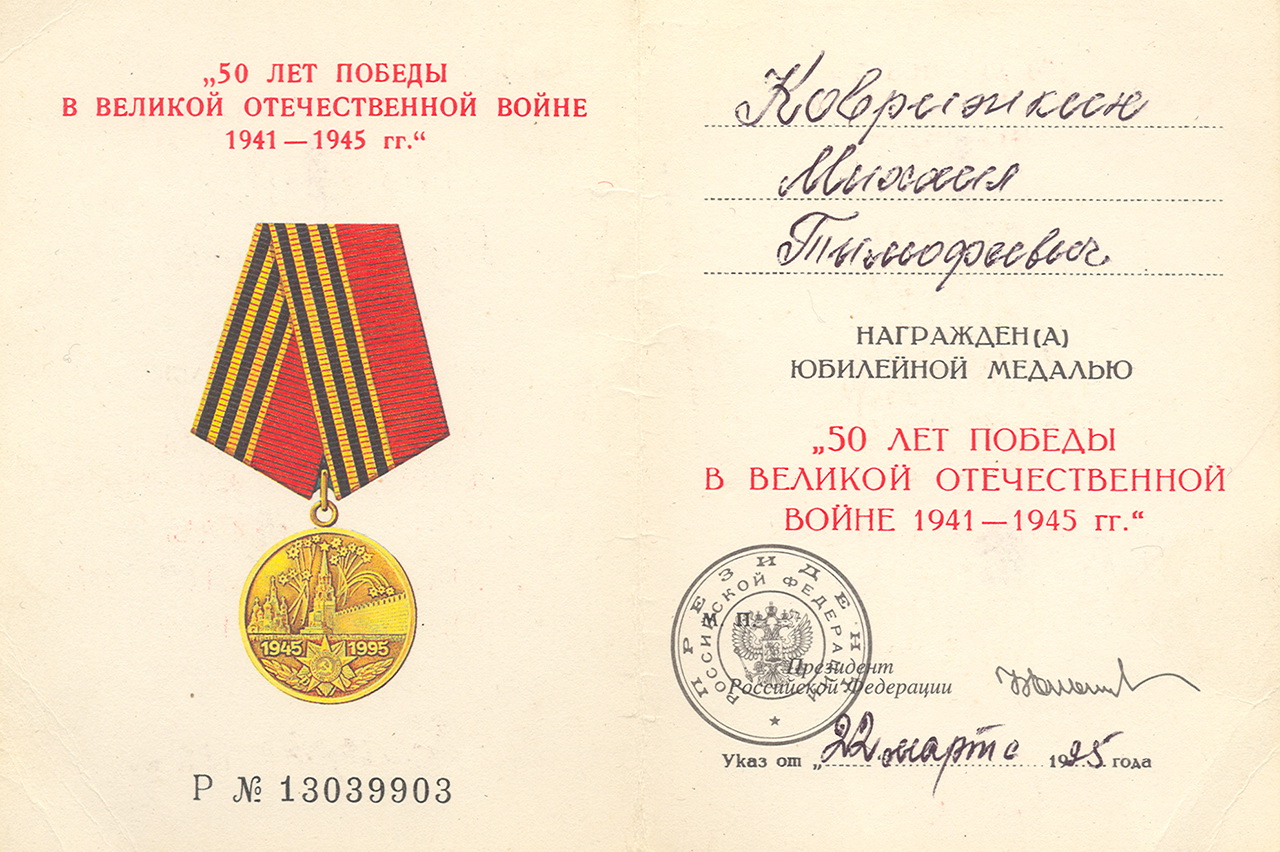 „50 ЛЕТ ПОБЕДЫ
В ВЕЛИКОЙ ОТЕЧЕСТВЕННОЙ ВОЙНЕ
1941 — 1945 гг.“
1945 1995
Р № 13039903
Коврижкин
Михаил
Тимофеевич
НАГРАЖДЕН(А)
ЮБИЛЕЙНОЙ МЕДАЛЬЮ
„50 ЛЕТ ПОБЕДЫ
В ВЕЛИКОЙ ОТЕЧЕСТВЕННОЙ
ВОЙНЕ 1941 — 1945 гг.“
ПРЕЗИДЕНТ
РОССИЙСКОЙ ФЕДЕРАЦИИ
М. П.
Президент
Российской Федерации
Указ от „22 марта 1995 года